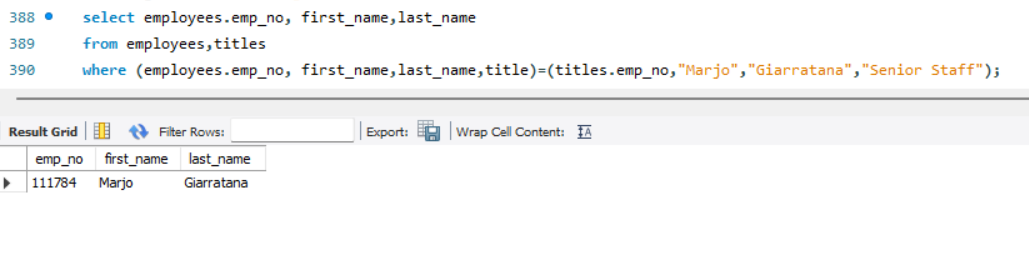 388 select employees.emp_no, first_name,last_name
389 from employees,titles
390 where (employees.emp_no, first_name,last_name,title)=(titles.emp_no,"Marjo","Giarratana","Senior Staff");
Result Grid Filter Rows: Export: Wrap Cell Content: IA
emp_no first_name last_name
111784 Marjo Giarratana